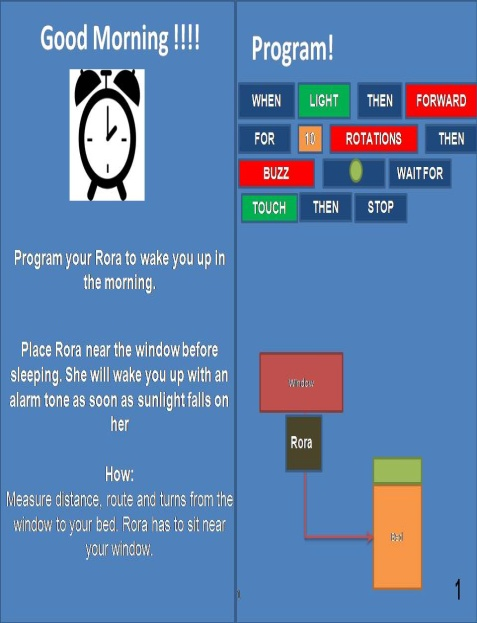 Good Morning !!!!
Program your Rora to wake you up in
the morning.
Place Rora near the window before
sleeping. She will wake you up with an
alarm tone as soon as sunlight falls on
her
How:
Measure distance, route and turns from the
window to your bed. Rora has to sit near
your window.
Program!
WHEN LIGHT THEN FORWARD
FOR 10 ROTATIONS THEN
BUZZ WAIT FOR
TOUCH THEN STOP
Window
Rora
Bed
1